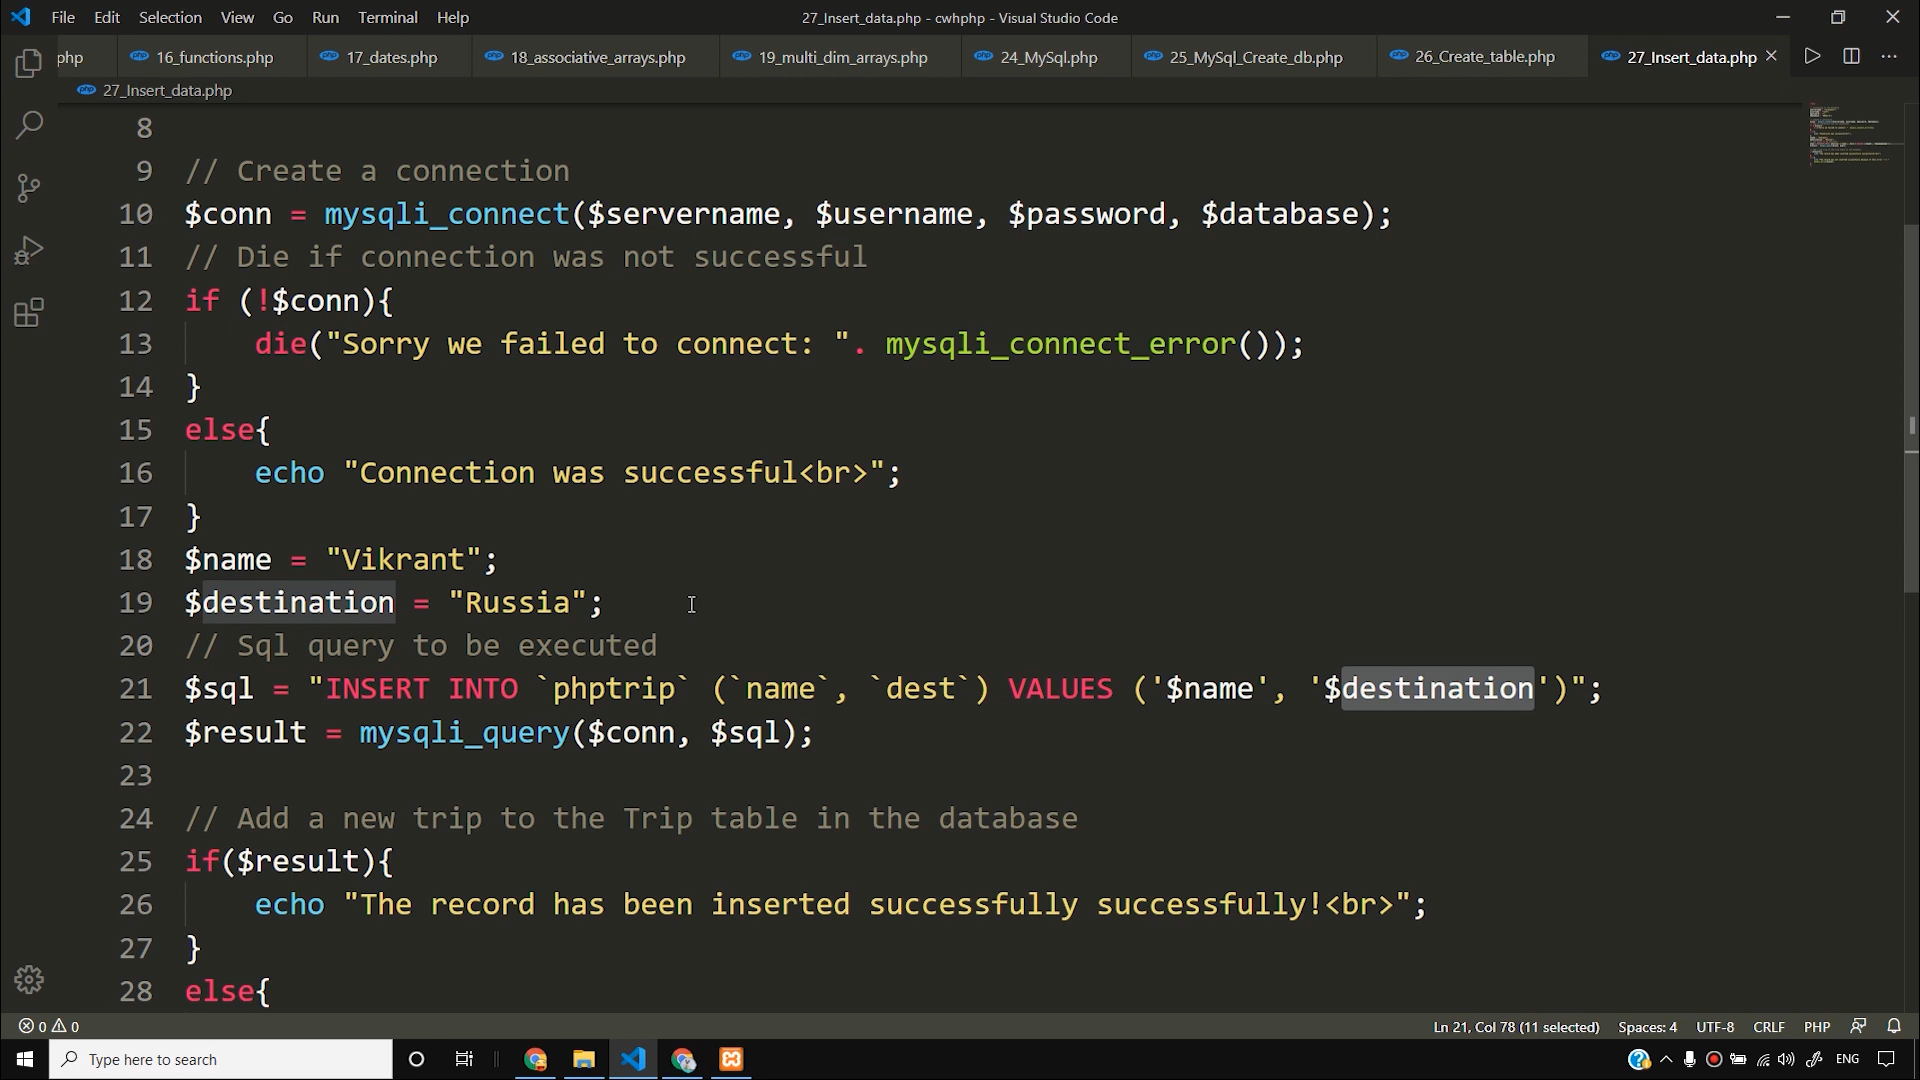 File Edit Selection View Go Run Terminal Help 27_Insert_data.php - cwhphp - Visual Studio Code
php 16_functions.php 17_dates.php 18_associative_arrays.php 19_multi_dim_arrays.php 24_MySql.php 25_MySql_Create_db.php 26_Create_table.php 27_Insert_data.php
27_Insert_data.php
8
9 // Create a connection
10 $conn = mysqli_connect($servername, $username, $password, $database);
11 // Die if connection was not successful
12 if (!$conn){
13 die("Sorry we failed to connect: ". mysqli_connect_error());
14 }
15 else{
16 echo "Connection was successful<br>";
17 }
18 $name = "Vikrant";
19 $destination = "Russia";
20 // Sql query to be executed
21 $sql = "INSERT INTO `phptrip` (`name`, `dest`) VALUES ('$name', '$destination')";
22 $result = mysqli_query($conn, $sql);
23
24 // Add a new trip to the Trip table in the database
25 if($result){
26 echo "The record has been inserted successfully successfully!<br>";
27 }
28 else{
0 0 Ln 21, Col 78 (11 selected) Spaces: 4 UTF-8 CRLF PHP
Type here to search ENG